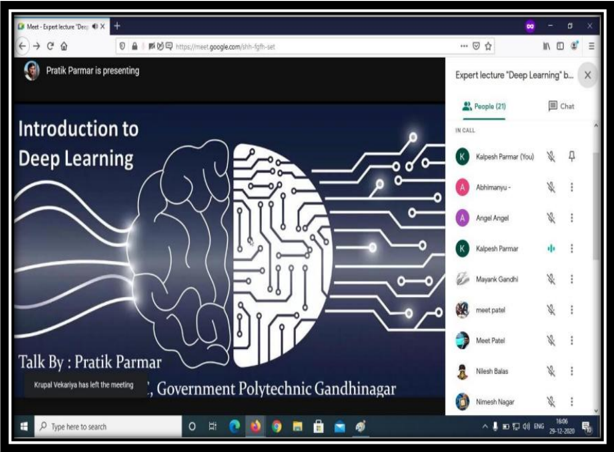 Meet - Expert lecture "Deep
https://meet.google.com/shh-fgfh-set
Pratik Parmar is presenting
Introduction to
Deep Learning
Talk By : Pratik Parmar
Krupal Vekariya has left the meeting
, Government Polytechnic Gandhinagar
Expert lecture "Deep Learning" b...
People (21)
Chat
IN CALL
K
Kalpesh Parmar (You)
A
Abhimanyu -
A
Angel Angel
K
Kalpesh Parmar
Mayank Gandhi
meet patel
Meet Patel
Nilesh Balas
Nimesh Nagar
Type here to search
ENG
16:06
29-12-2020